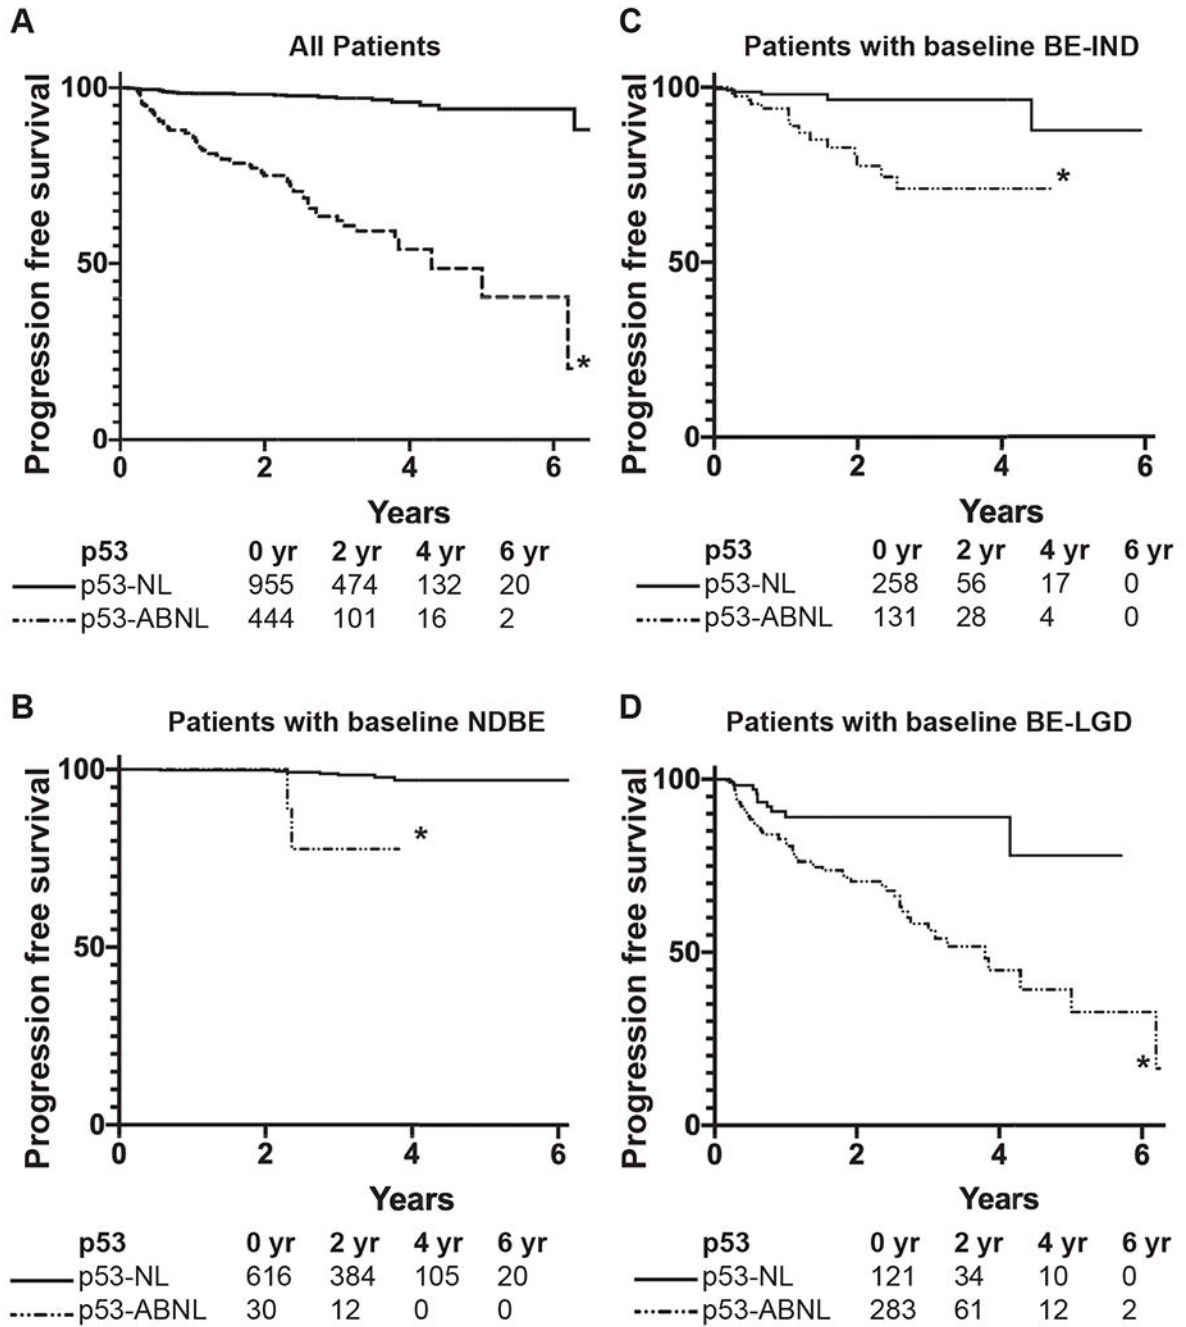 A
All Patients
Progression free survival
100
50
0
0 2 4 6
*
Years
p53 0 yr 2 yr 4 yr 6 yr
p53-NL 955 474 132 20
p53-ABNL 444 101 16 2
C
Patients with baseline BE-IND
Progression free survival
100
50
0
0 2 4 6
*
Years
p53 0 yr 2 yr 4 yr 6 yr
p53-NL 258 56 17 0
p53-ABNL 131 28 4 0
B
Patients with baseline NDBE
Progression free survival
100
50
0
0 2 4 6
*
Years
p53 0 yr 2 yr 4 yr 6 yr
p53-NL 616 384 105 20
p53-ABNL 30 12 0 0
D
Patients with baseline BE-LGD
Progression free survival
100
50
0
0 2 4 6
*
Years
p53 0 yr 2 yr 4 yr 6 yr
p53-NL 121 34 10 0
p53-ABNL 283 61 12 2